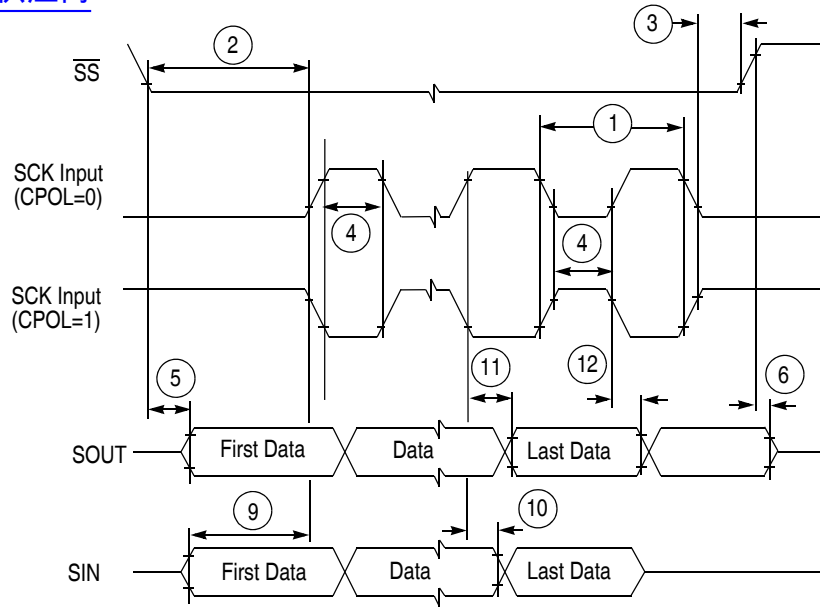 2
3
SS
1
SCK Input
(CPOL=0)
4
4
SCK Input
(CPOL=1)
5
11
12
6
SOUT
First Data
Data
Last Data
9
10
SIN
First Data
Data
Last Data